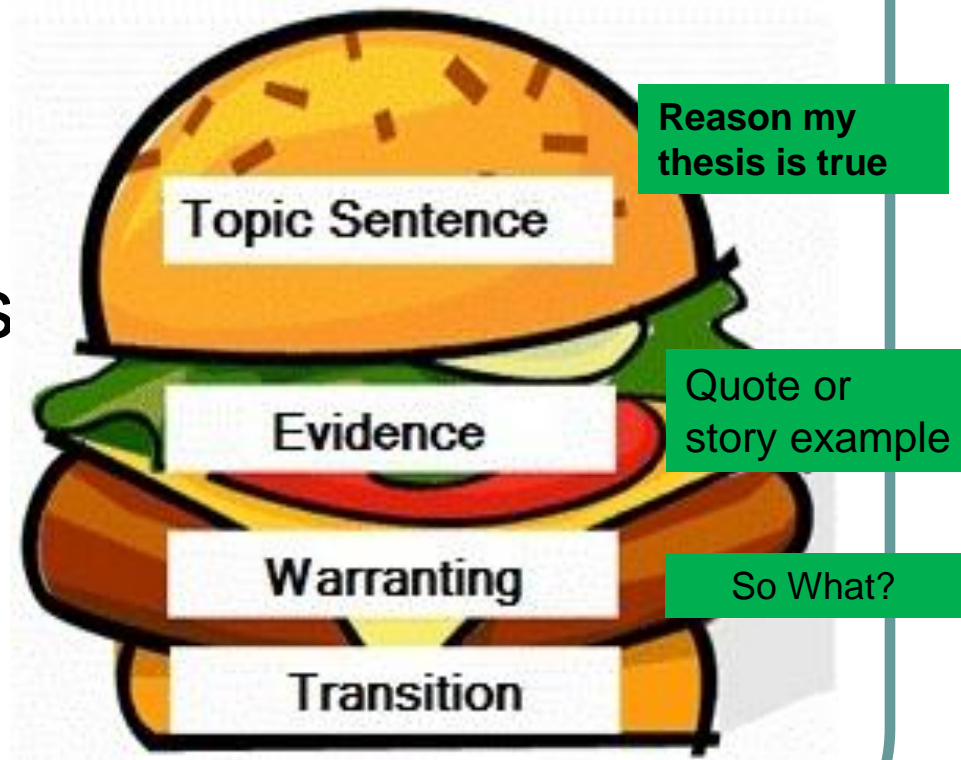 Reason my
thesis is true
Topic Sentence
s
Quote or
story example
Evidence
So What?
Warranting
Transition